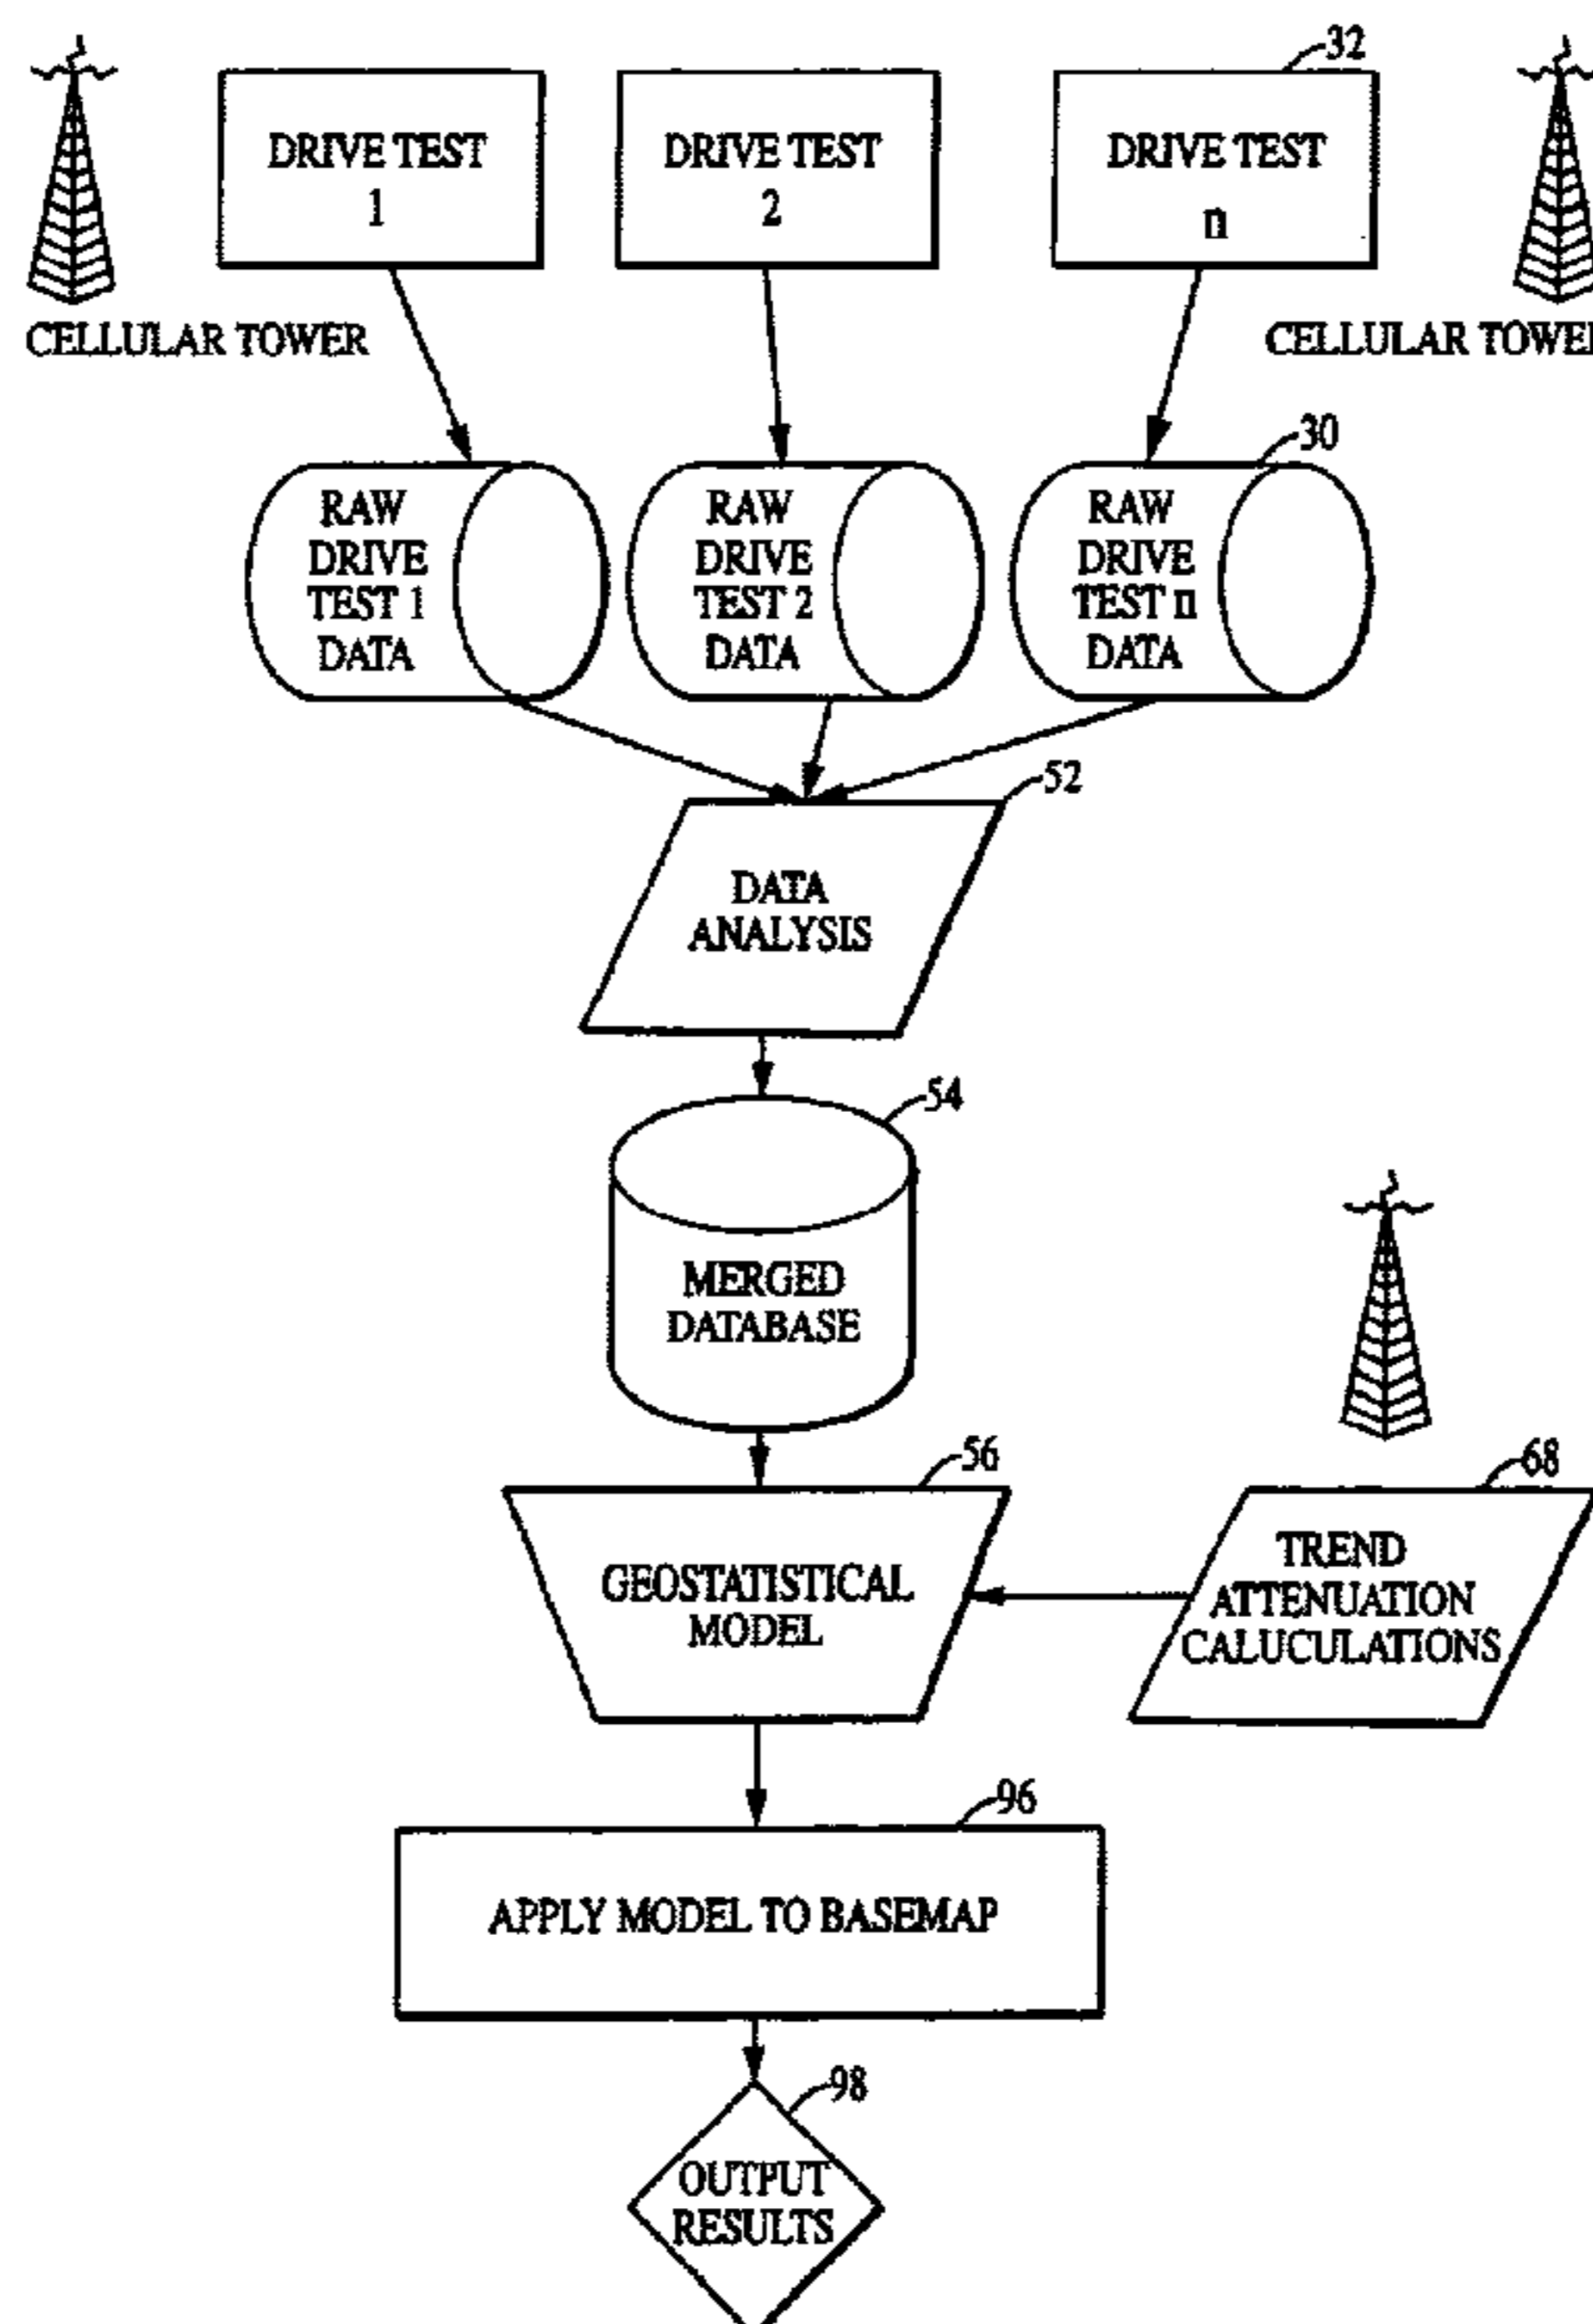 32
DRIVE TEST
1
DRIVE TEST
2
DRIVE TEST
n
CELLULAR TOWER
CELLULAR TOWER
30
RAW
DRIVE
TEST 1
DATA
RAW
DRIVE
TEST 2
DATA
RAW
DRIVE
TEST n
DATA
52
DATA
ANALYSIS
54
MERGED
DATABASE
56
GEOSTATISTICAL
MODEL
68
TREND
ATTENUATION
CALUCULATIONS
96
APPLY MODEL TO BASEMAP
98
OUTPUT
RESULTS